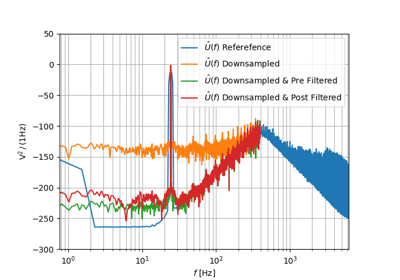 Û(f) Referefence
Û(f) Downsampled
Û(f) Downsampled & Pre Filtered
Û(f) Downsampled & Post Filtered
50
0
−50
−100
−150
−200
−250
−300
V² / (1Hz)
10⁰
10¹
10²
10³
f [Hz]